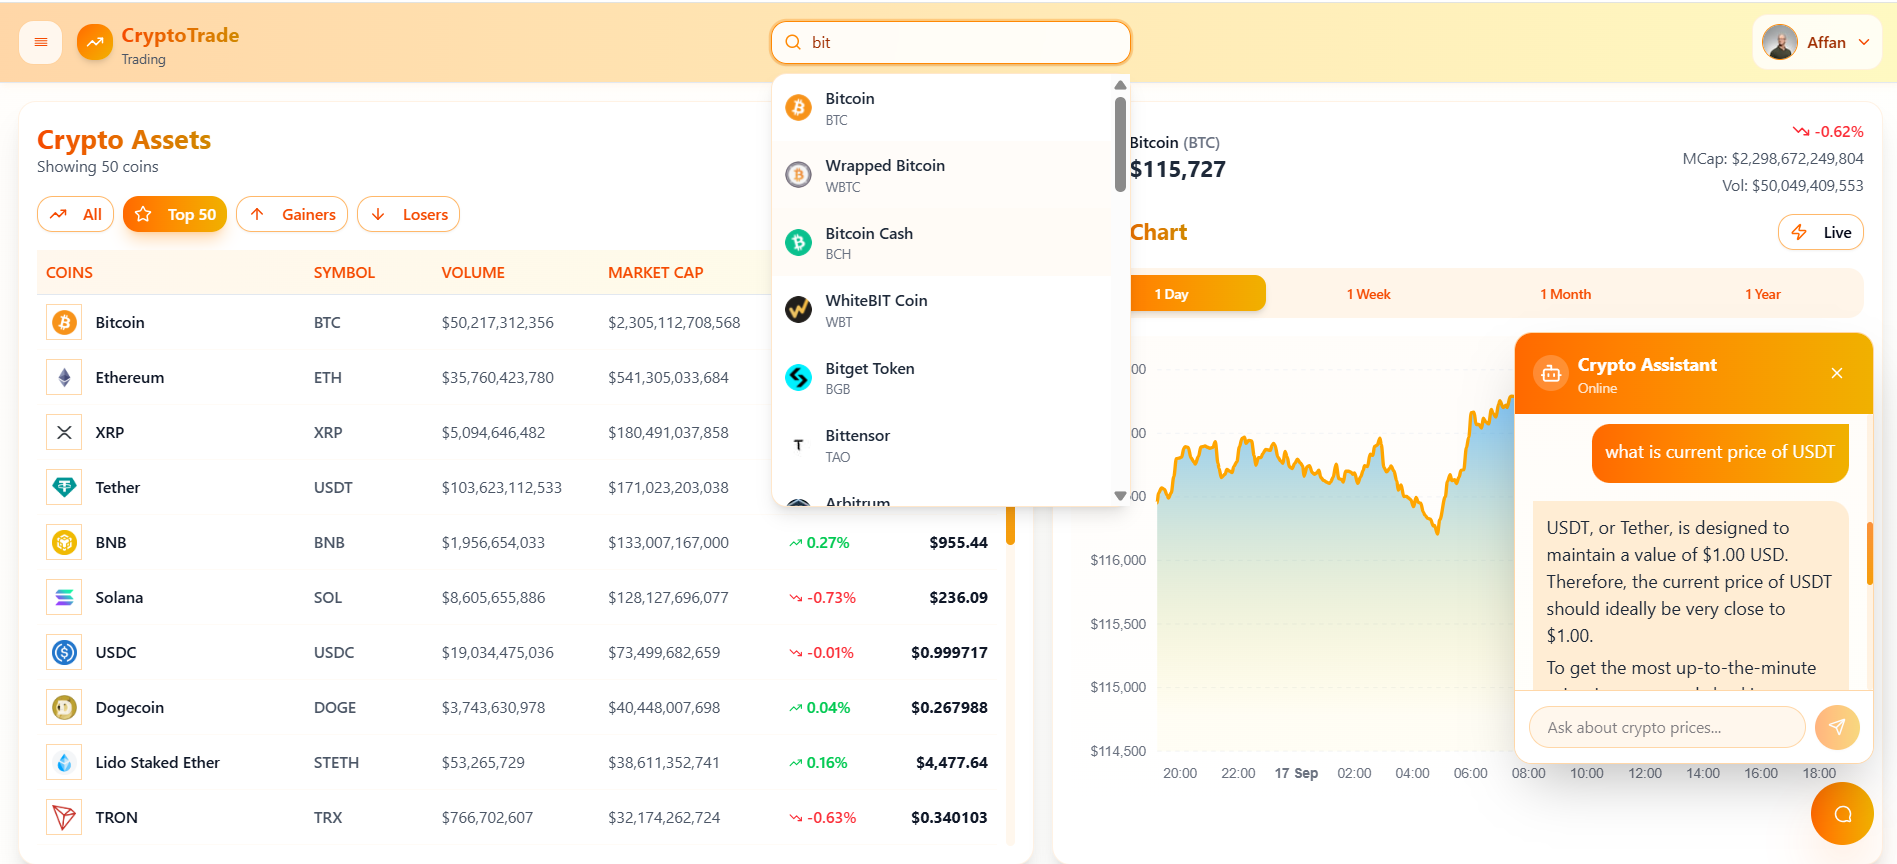 CryptoTrade
Trading
bit
Affan
Bitcoin
BTC
Wrapped Bitcoin
WBTC
Bitcoin Cash
BCH
WhiteBIT Coin
WBT
Bitget Token
BGB
Bittensor
TAO
Arbitrum
Crypto Assets
Showing 50 coins
All
Top 50
Gainers
Losers
COINS SYMBOL VOLUME MARKET CAP
Bitcoin BTC $50,217,312,356 $2,305,112,708,568
Ethereum ETH $35,760,423,780 $541,305,033,684
XRP XRP $5,094,646,482 $180,491,037,858
Tether USDT $103,623,112,533 $171,023,203,038
BNB BNB $1,956,654,033 $133,007,167,000 0.27% $955.44
Solana SOL $8,605,655,886 $128,127,696,077 -0.73% $236.09
USDC USDC $19,034,475,036 $73,499,682,659 -0.01% $0.999717
Dogecoin DOGE $3,743,630,978 $40,448,007,698 0.04% $0.267988
Lido Staked Ether STETH $53,265,729 $38,611,352,741 0.16% $4,477.64
TRON TRX $766,702,607 $32,174,262,724 -0.63% $0.340103
Bitcoin (BTC)
$115,727
-0.62%
MCap: $2,298,672,249,804
Vol: $50,049,409,553
Chart
Live
1 Day 1 Week 1 Month 1 Year
00
00
500
$116,000
$115,500
$115,000
$114,500
20:00 22:00 17 Sep 02:00 04:00 06:00 08:00 10:00 12:00 14:00 16:00 18:00
Crypto Assistant
Online
what is current price of USDT
USDT, or Tether, is designed to
maintain a value of $1.00 USD.
Therefore, the current price of USDT
should ideally be very close to
$1.00.
To get the most up-to-the-minute
Ask about crypto prices...